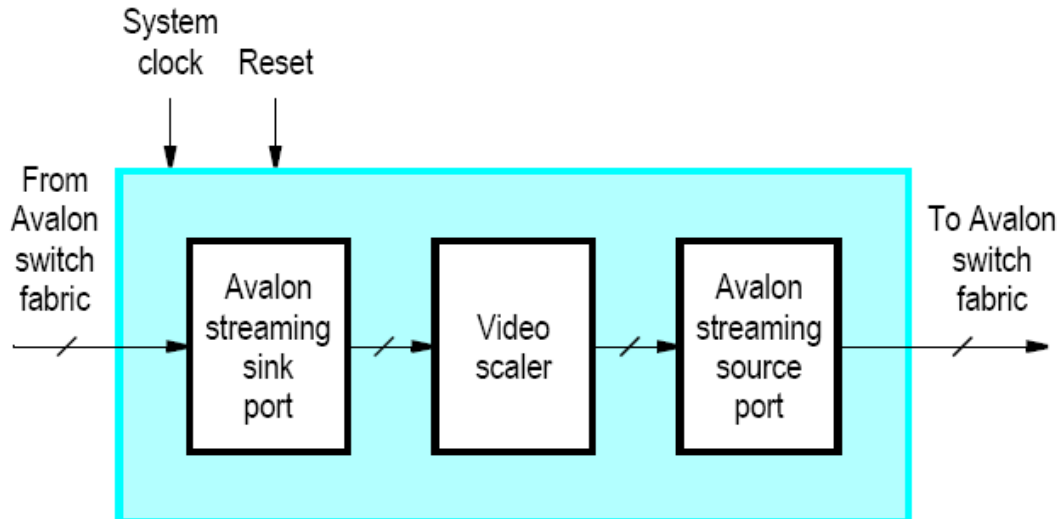 System
clock
Reset
From
Avalon
switch
fabric
Avalon
streaming
sink
port
Video
scaler
Avalon
streaming
source
port
To Avalon
switch
fabric